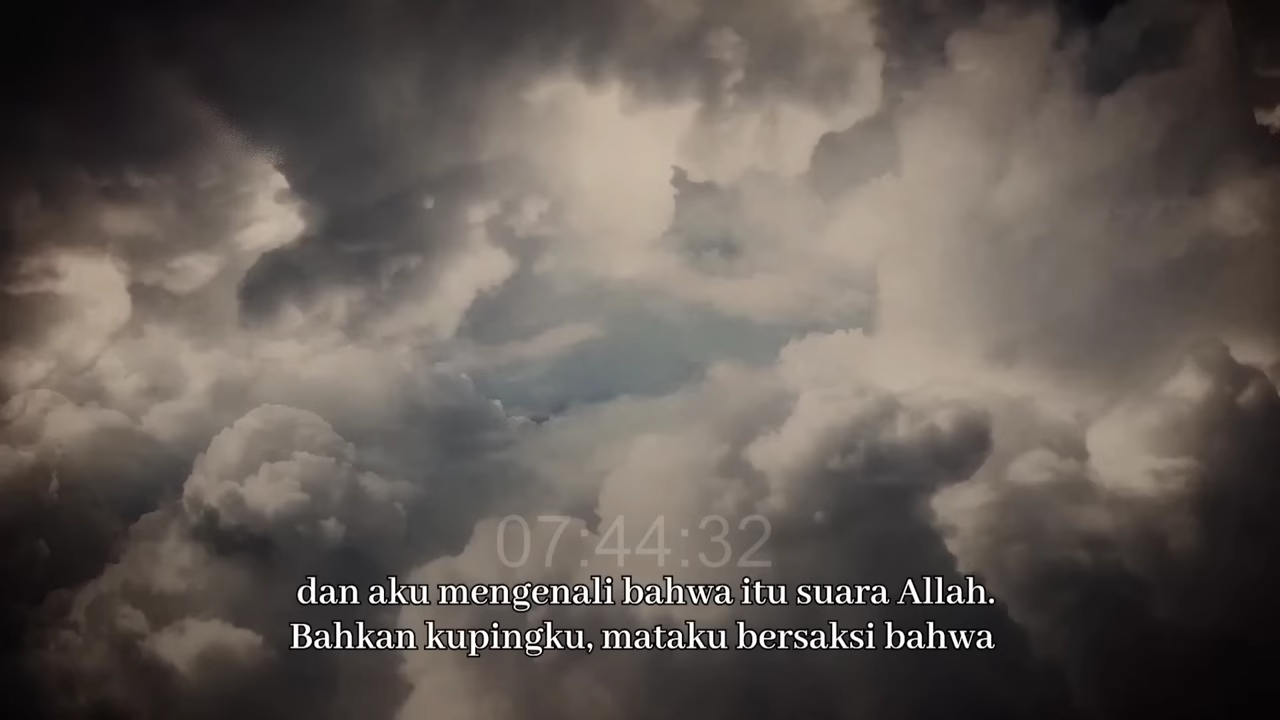 07:44:32
dan aku mengenali bahwa itu suara Allah.
Bahkan kupingku, mataku bersaksi bahwa